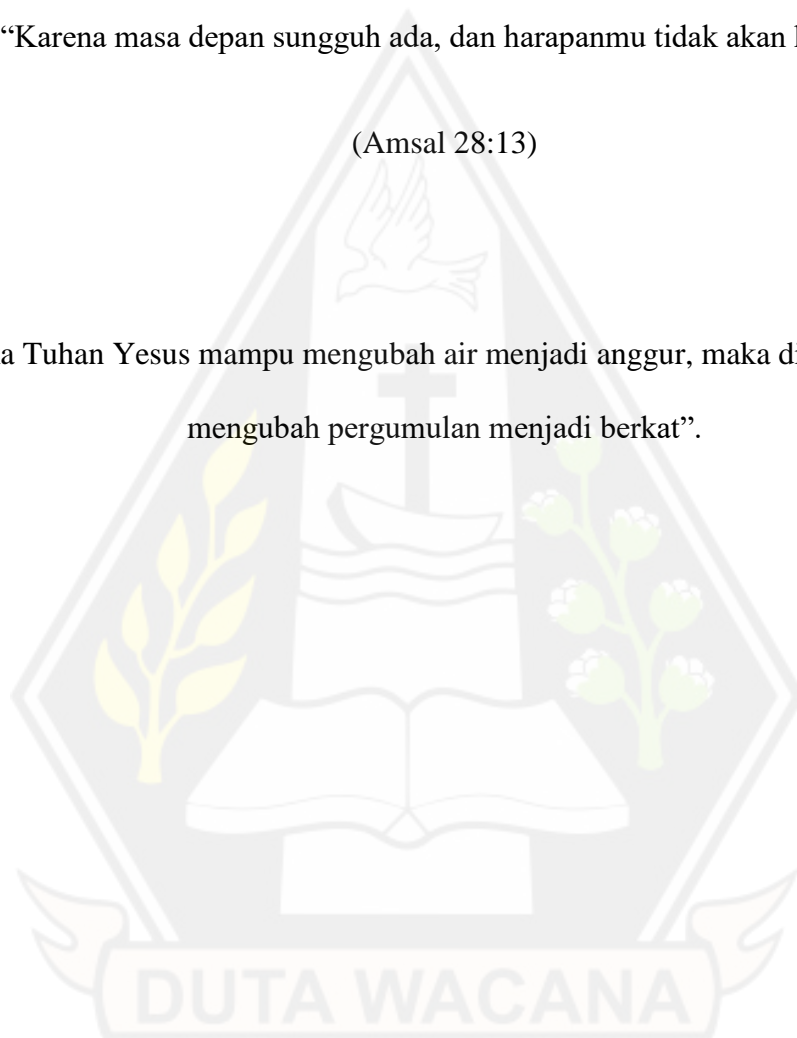 “Karena masa depan sungguh ada, dan harapanmu tidak akan
(Amsal 28:13)
Tuhan Yesus mampu mengubah air menjadi anggur, maka
mengubah pergumulan menjadi berkat”.
DUTA WACANA